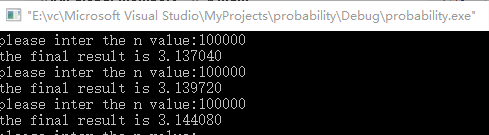 "E:\vc\Microsoft Visual Studio\MyProjects\probability\Debug\probability.exe"
please inter the n value:100000
the final result is 3.137040
please inter the n value:100000
the final result is 3.139720
please inter the n value:100000
the final result is 3.144080
please inter the n value: